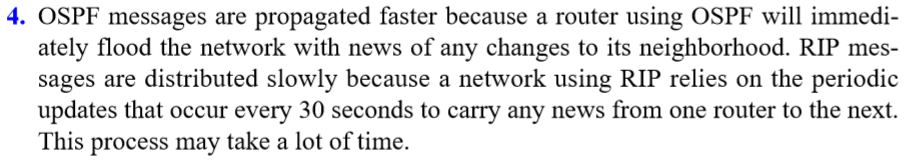 4. OSPF messages are propagated faster because a router using OSPF will immedi-
ately flood the network with news of any changes to its neighborhood. RIP mes-
sages are distributed slowly because a network using RIP relies on the periodic
updates that occur every 30 seconds to carry any news from one router to the next.
This process may take a lot of time.